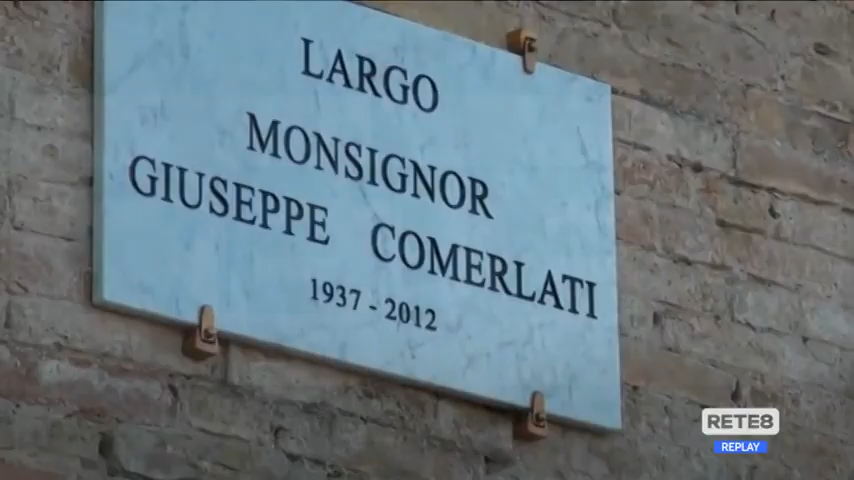 LARGO
MONSIGNOR
GIUSEPPE COMERLATI
1937 - 2012
RETE8
REPLAY